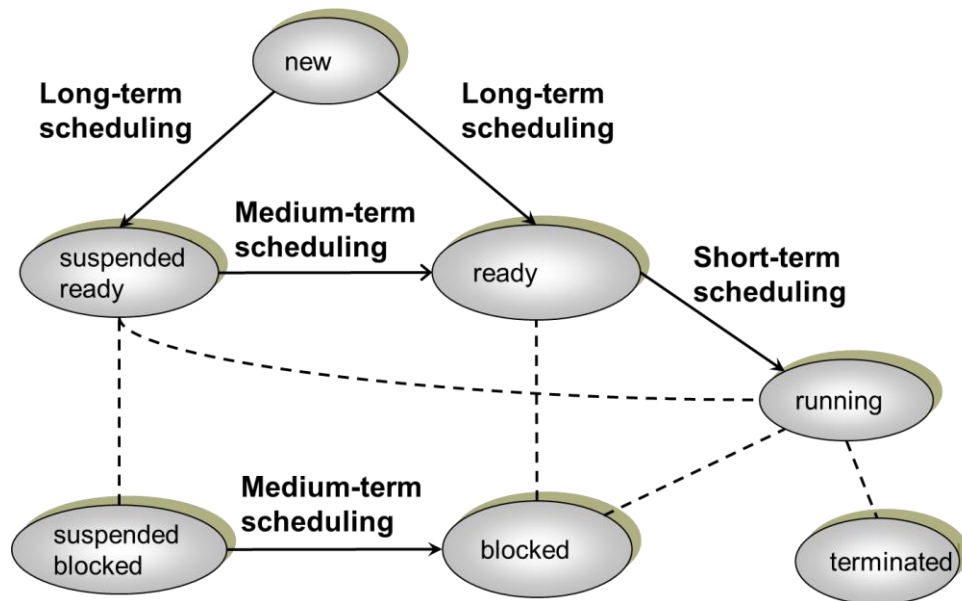 new
Long-term
scheduling
Long-term
scheduling
Medium-term
scheduling
suspended
ready
ready
Short-term
scheduling
running
Medium-term
scheduling
suspended
blocked
blocked
terminated